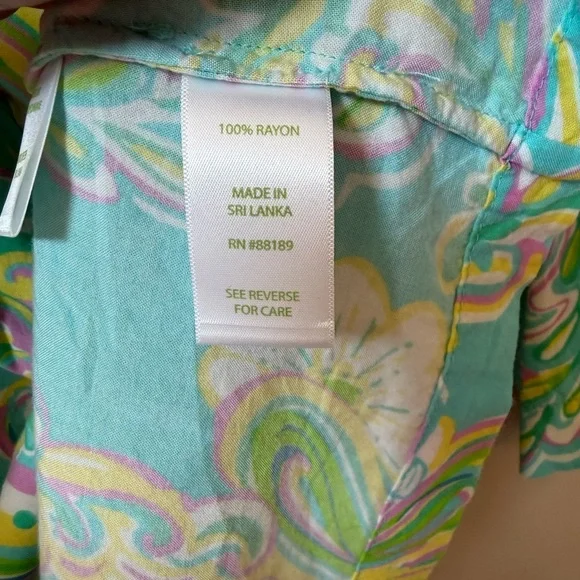 100% RAYON
MADE IN
SRI LANKA
RN #88189
SEE REVERSE
FOR CARE